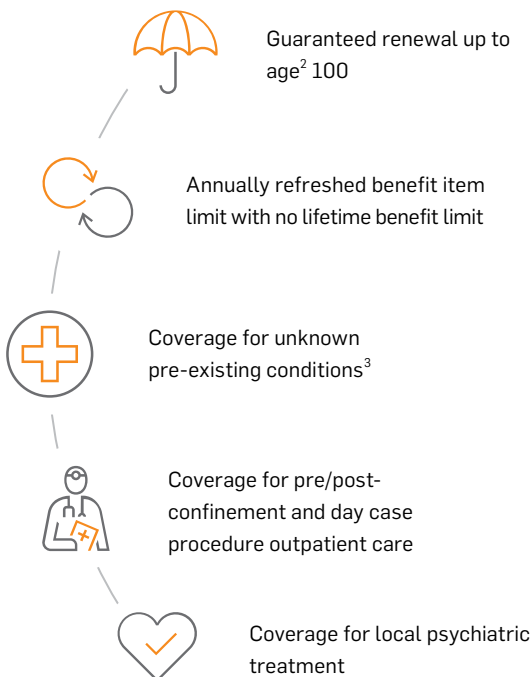 Guaranteed renewal up to
age² 100
Annually refreshed benefit item
limit with no lifetime benefit limit
Coverage for unknown
pre-existing conditions³
Coverage for pre/post-
confinement and day case
procedure outpatient care
Coverage for local psychiatric
treatment